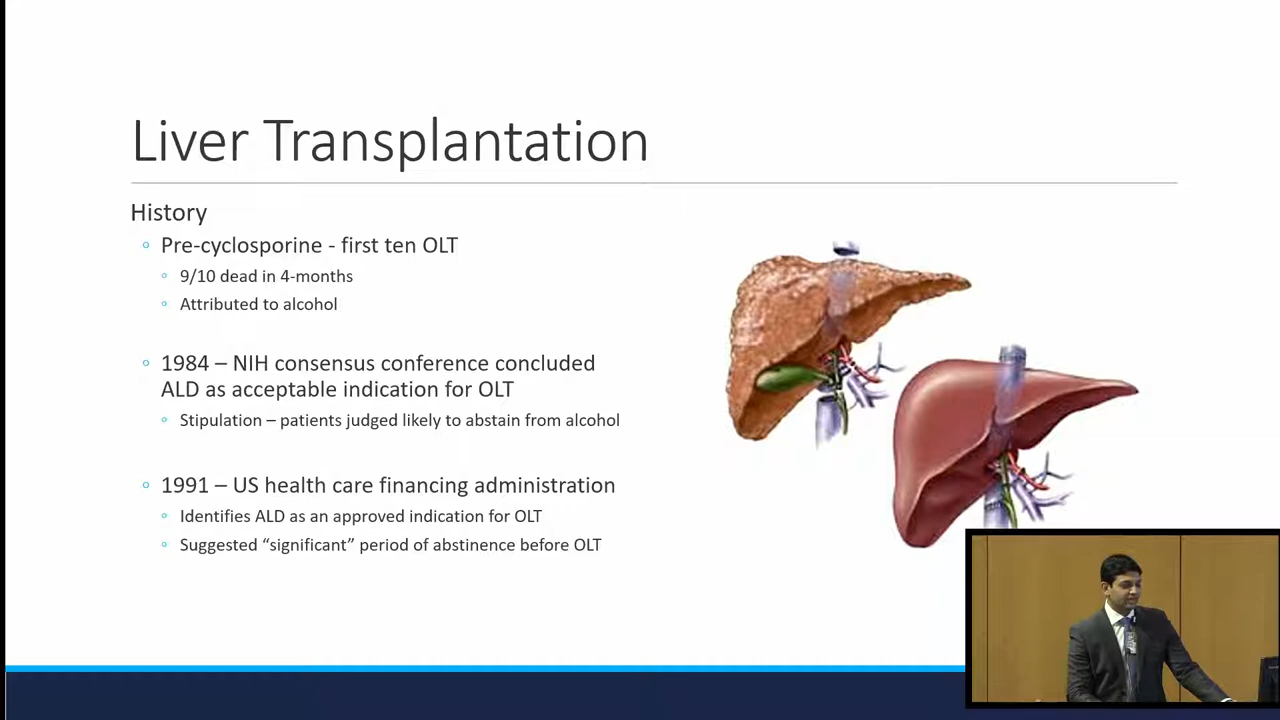 Liver Transplantation
History
Pre-cyclosporine - first ten OLT
9/10 dead in 4-months
Attributed to alcohol
1984 – NIH consensus conference concluded
ALD as acceptable indication for OLT
Stipulation – patients judged likely to abstain from alcohol
1991 – US health care financing administration
Identifies ALD as an approved indication for OLT
Suggested “significant” period of abstinence before OLT